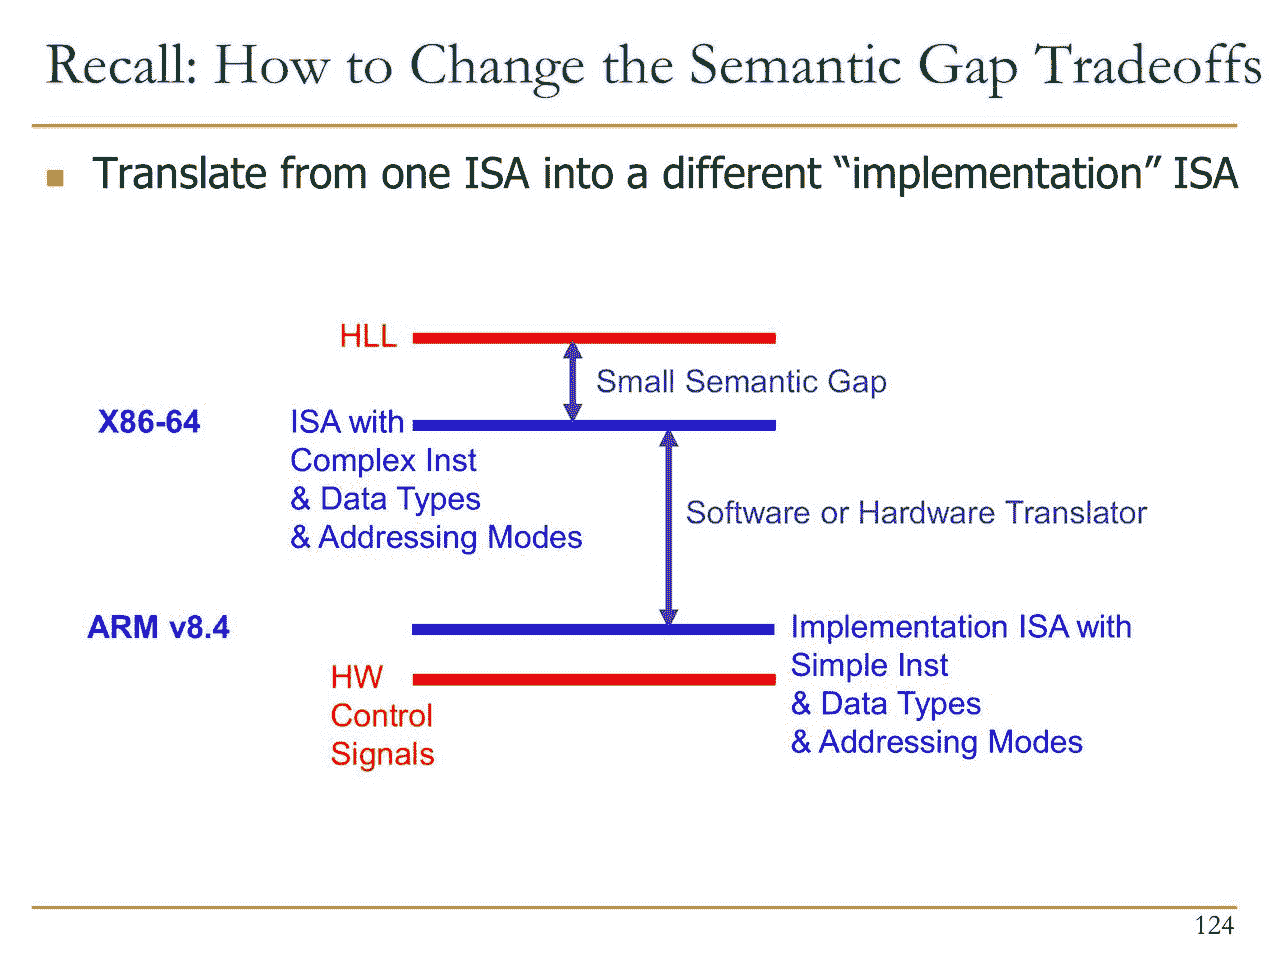 Recall: How to Change the Semantic Gap Tradeoffs
Translate from one ISA into a different “implementation” ISA
HLL
Small Semantic Gap
X86-64
ISA with
Complex Inst
& Data Types
& Addressing Modes
Software or Hardware Translator
ARM v8.4
Implementation ISA with
Simple Inst
& Data Types
& Addressing Modes
HW
Control
Signals
124